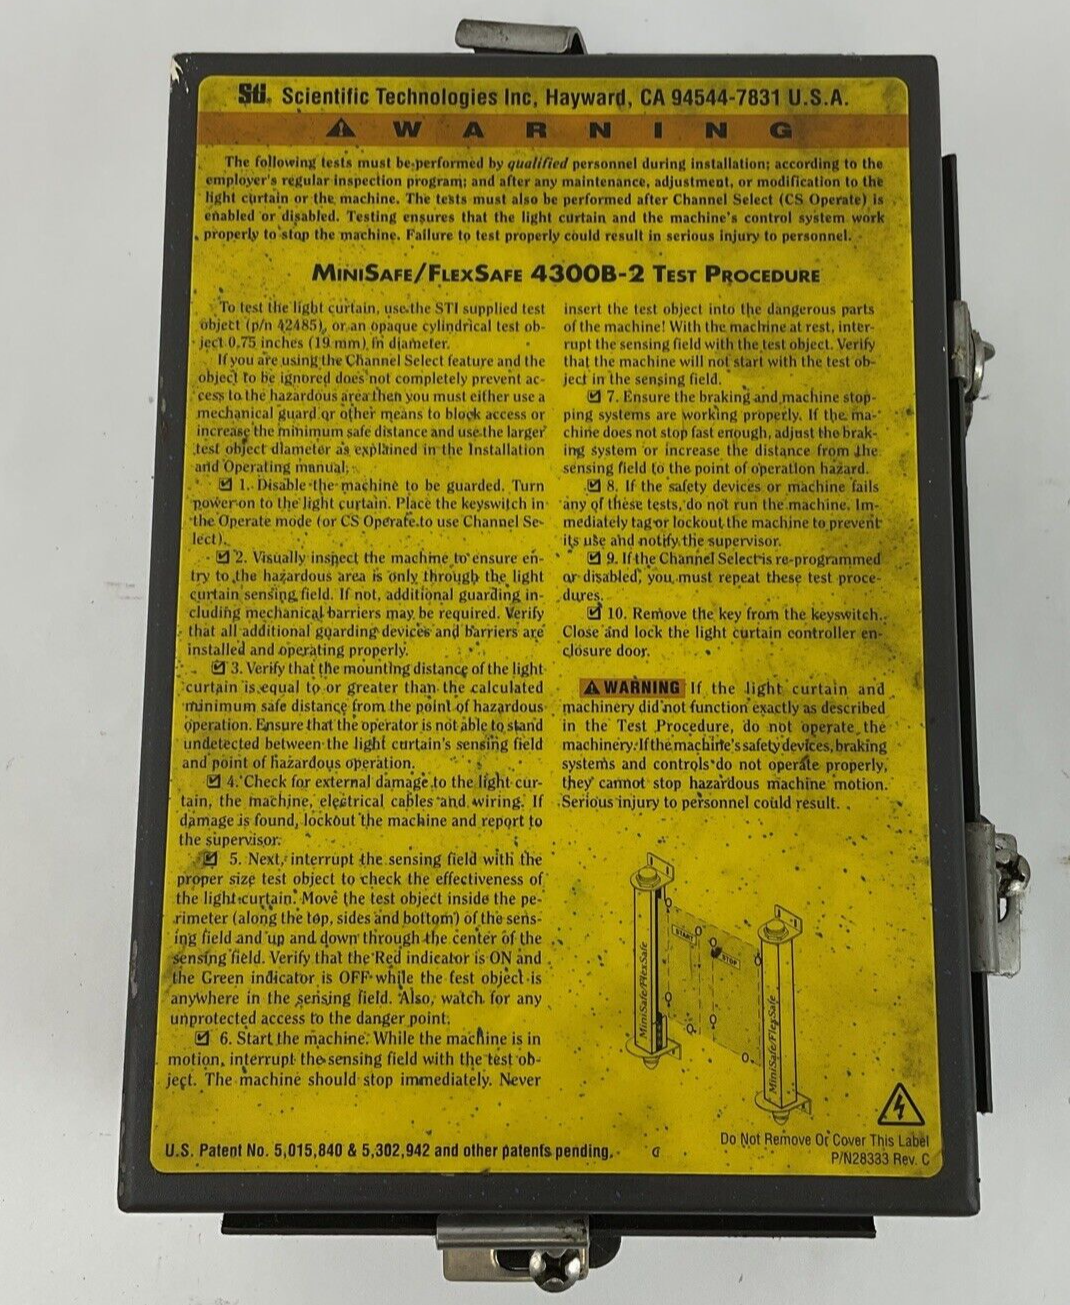 Sti. Scientific Technologies Inc, Hayward, CA 94544-7831 U.S.A.
WARNING
The following tests must be performed by qualified personnel during installation; according to the
employer's regular inspection program; and after any maintenance, adjustment, or modification to the
light curtain or the machine. The tests must also be performed after Channel Select (CS Operate) is
enabled or disabled. Testing ensures that the light curtain and the machine's control system work
properly to stop the machine. Failure to test properly could result in serious injury to personnel.
MINISAFE/FLEXSAFE 4300B-2 TEST PROCEDURE
To test the light curtain, use the STI supplied test
object (p/n 42485), or an opaque cylindrical test ob-
ject 0.75 inches (19 mm) in diameter.
If you are using the Channel Select feature and the
object to be ignored does not completely prevent ac-
cess to the hazardous area then you must either use a
mechanical guard or other means to block access or
increase the minimum safe distance and use the larger
test object diameter as explained in the Installation
and Operating manual.
☑ 1. Disable the machine to be guarded. Turn
power on to the light curtain. Place the keyswitch in
the Operate mode (or CS Operate to use Channel Se-
lect).
☑ 2. Visually inspect the machine to ensure en-
try to the hazardous area is only through the light
curtain sensing field. If not, additional guarding in-
cluding mechanical barriers may be required. Verify
that all additional guarding devices and barriers are
installed and operating properly.
☑ 3. Verify that the mounting distance of the light
curtain is equal to or greater than the calculated
minimum safe distance from the point of hazardous
operation. Ensure that the operator is not able to stand
undetected between the light curtain's sensing field
and point of hazardous operation.
☑ 4. Check for external damage to the light cur-
tain, the machine, electrical cables and wiring. If
damage is found, lockout the machine and report to
the supervisor.
☑ 5. Next, interrupt the sensing field with the
proper size test object to check the effectiveness of
the light curtain. Move the test object inside the pe-
rimeter (along the top, sides and bottom) of the sens-
ing field and up and down through the center of the
sensing field. Verify that the Red indicator is ON and
the Green indicator is OFF while the test object is
anywhere in the sensing field. Also, watch for any
unprotected access to the danger point.
☑ 6. Start the machine. While the machine is in
motion, interrupt the sensing field with the test ob-
ject. The machine should stop immediately. Never
insert the test object into the dangerous parts
of the machine! With the machine at rest, inter-
rupt the sensing field with the test object. Verify
that the machine will not start with the test ob-
ject in the sensing field.
☑ 7. Ensure the braking and machine stop-
ping systems are working properly. If the ma-
chine does not stop fast enough, adjust the brak-
ing system or increase the distance from the
sensing field to the point of operation hazard.
☑ 8. If the safety devices or machine fails
any of these tests, do not run the machine. Im-
mediately tag or lockout the machine to prevent
its use and notify the supervisor.
☑ 9. If the Channel Select is re-programmed
or disabled, you must repeat these test proce-
dures.
☑ 10. Remove the key from the keyswitch.
Close and lock the light curtain controller en-
closure door.
WARNING If the light curtain and
machinery did not function exactly as described
in the Test Procedure, do not operate the
machinery. If the machine's safety devices, braking
systems and controls do not operate properly,
they cannot stop hazardous machine motion.
Serious injury to personnel could result.
START
STOP
MiniSafe/FlexSafe
MiniSafe/FlexSafe
Do Not Remove Or Cover This Label
P/N28333 Rev. C
U.S. Patent No. 5,015,840 & 5,302,942 and other patents pending.